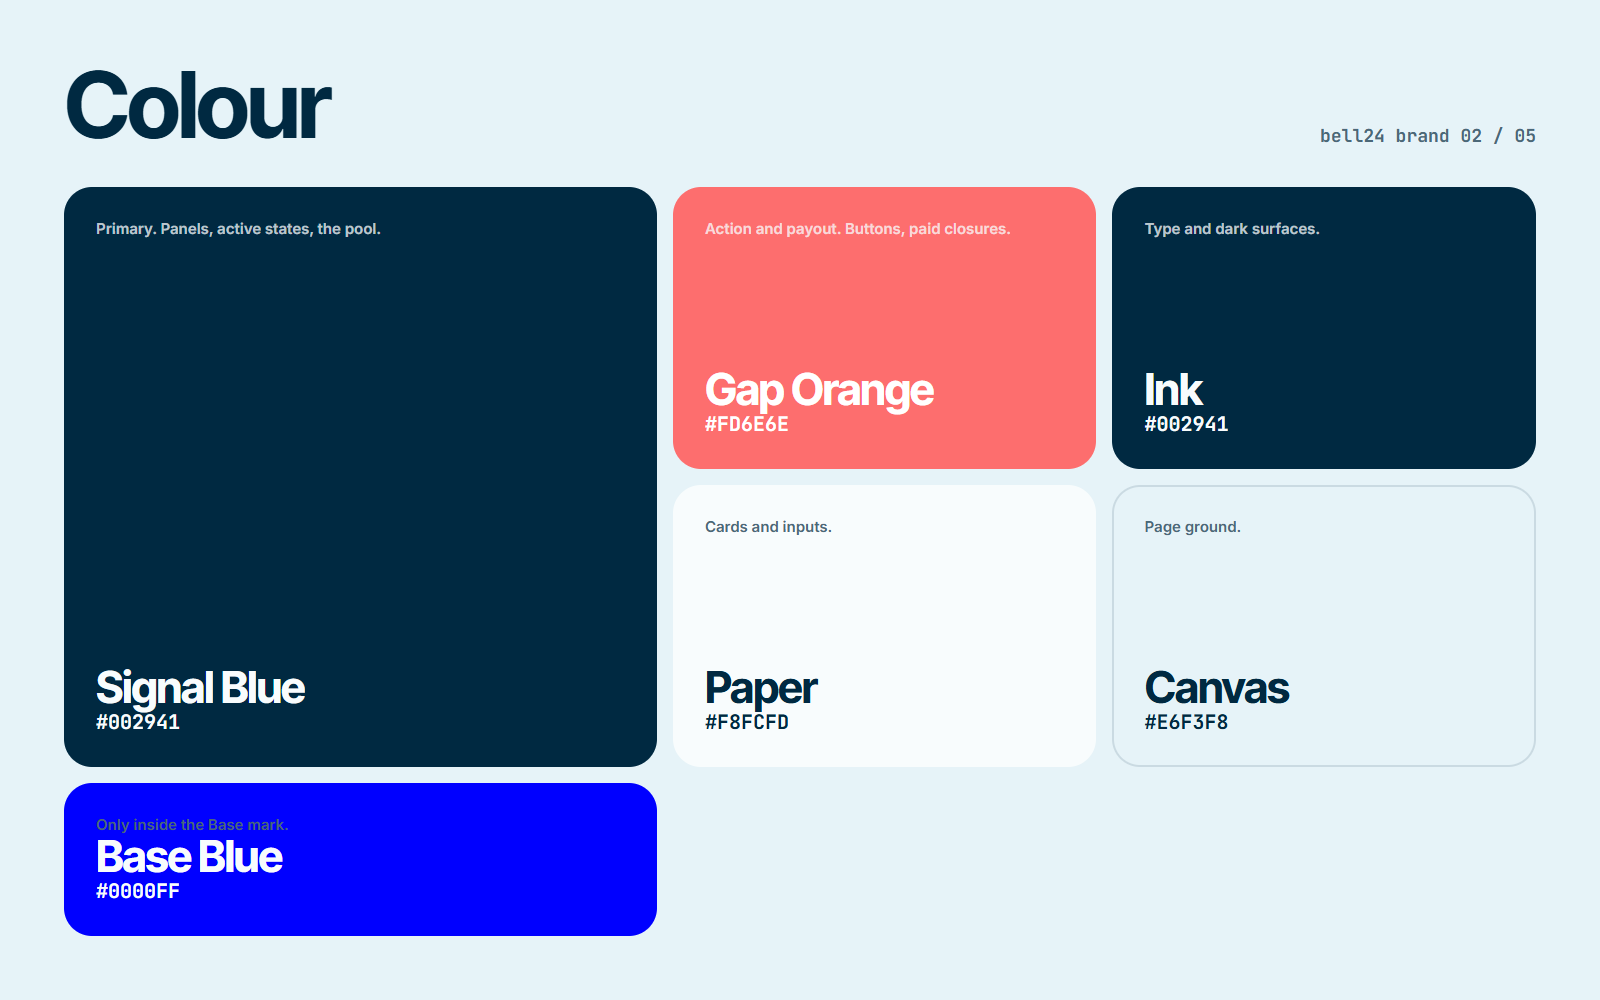 Colour
bell24 brand 02 / 05
Primary. Panels, active states, the pool.
Signal Blue
#002941
Action and payout. Buttons, paid closures.
Gap Orange
#FD6E6E
Type and dark surfaces.
Ink
#002941
Cards and inputs.
Paper
#F8FCFD
Page ground.
Canvas
#E6F3F8
Only inside the Base mark.
Base Blue
#0000FF